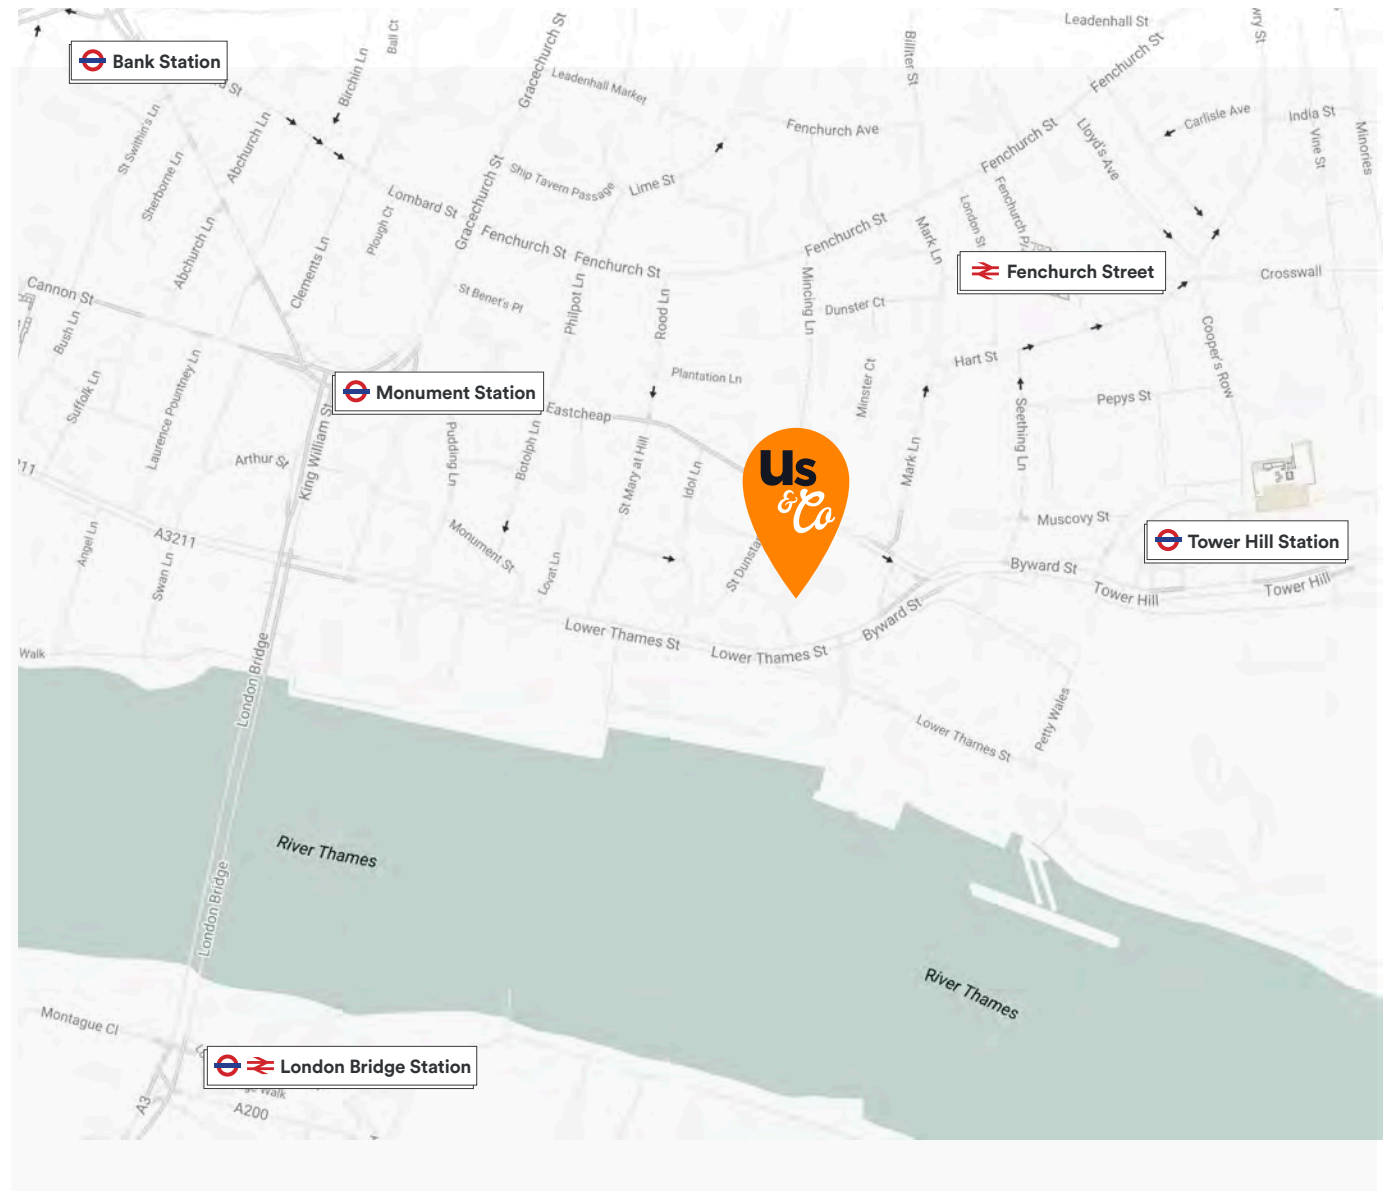 Leadenhall St
Bank Station
Birchin Ln
Ball Ct
Gracechurch St
Leadenhall Market
Billiter St
Fenchurch St
St Swithin's Ln
Abchurch Ln
Sherborne Ln
Fenchurch Ave
Fenchurch St
Lloyd's Ave
Carlisle Ave
India St
Vine St
Minories
Lombard St
Gracechurch St
Ship Tavern Passage
Lime St
Plough Ct
Abchurch Ln
Clements Ln
Fenchurch St
Fenchurch St
Fenchurch St
Mark Ln
London St
Fenchurch
Fenchurch Street
Crosswall
Cannon St
Bush Ln
St Benet's Pl
Philpot Ln
Rood Ln
Mincing Ln
Dunster Ct
Hart St
Cooper's Row
Suffolk Ln
Laurence Pountney Ln
Monument Station
Plantation Ln
Minster Ct
Pepys St
Seething Ln
King William St
Eastcheap
Arthur St
Pudding Ln
Botolph Ln
St Mary at Hill
Idol Ln
Us
&Co
Mark Ln
Muscovy St
Tower Hill Station
A3211
Angel Ln
Swan Ln
Monument St
Lovat Ln
Byward St
Tower Hill
Tower Hill
Byward St
Lower Thames St
Lower Thames St
Walk
London Bridge
Petty Wales
Lower Thames St
River Thames
London Bridge
River Thames
Montague Cl
London Bridge Station
Walk
A3
A200